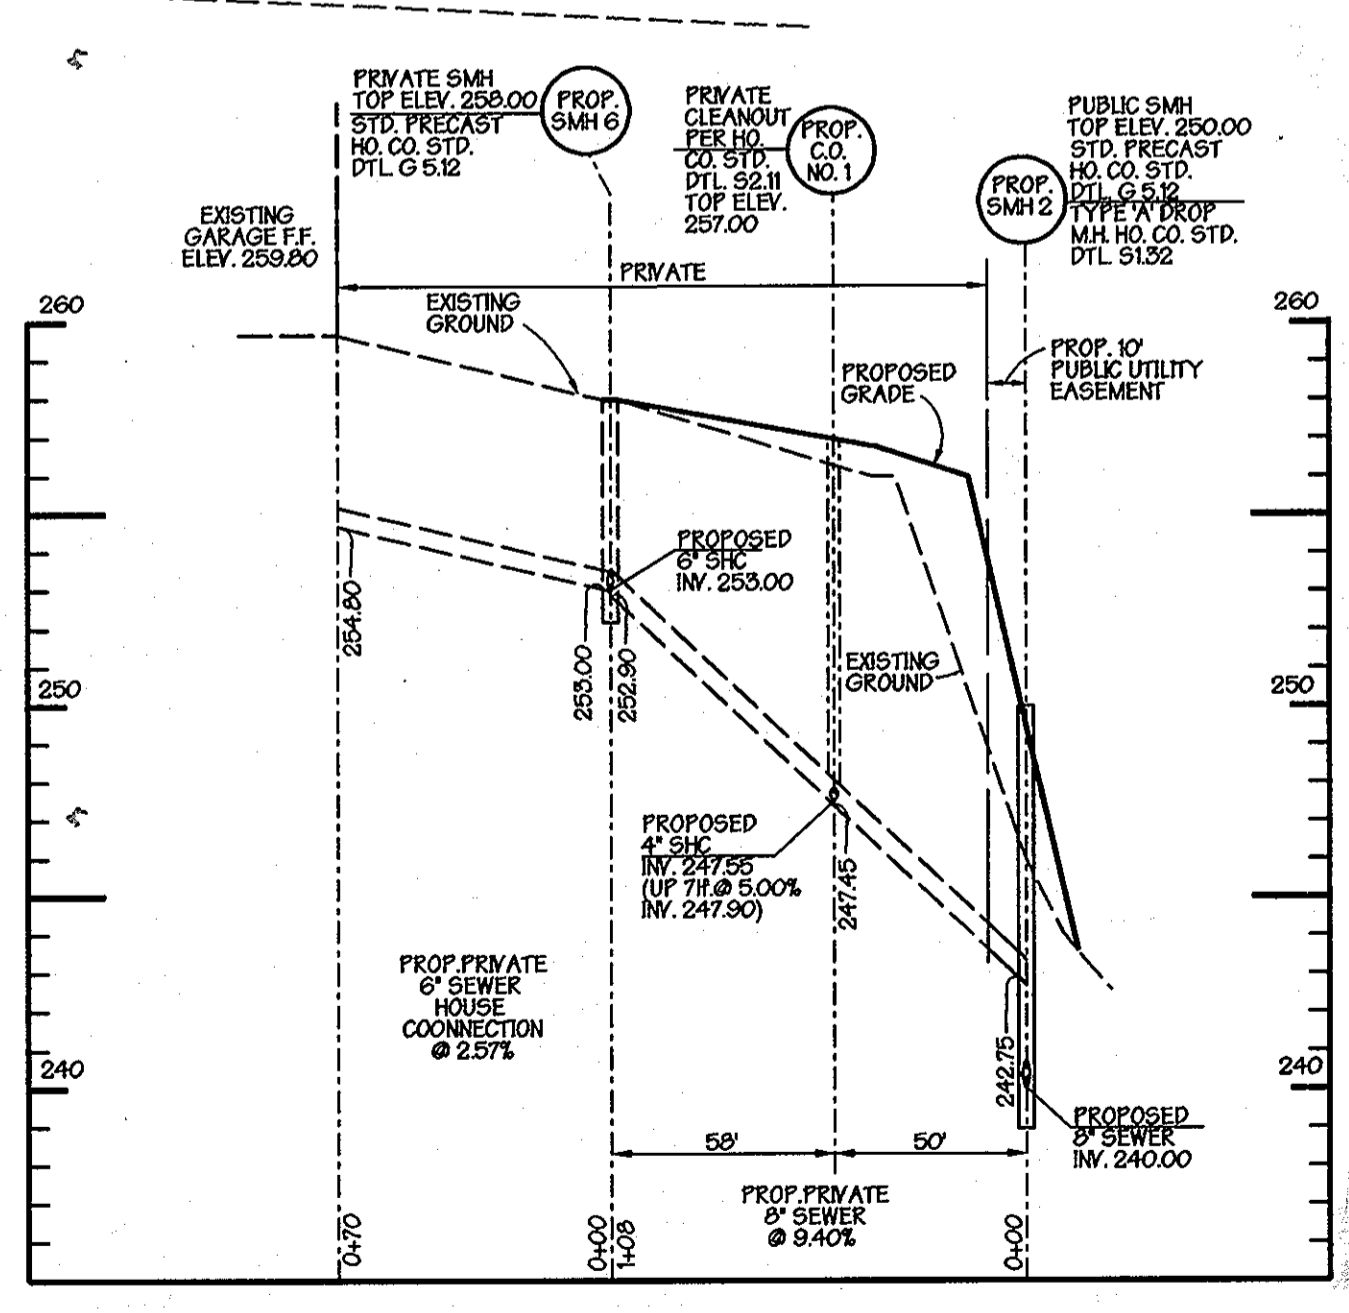 PRIVATE SMH
TOP ELEV. 258.00
STD. PRECAST
HO. CO. STD.
DTL. G 5.12
PROP.
SMH 6
PRIVATE
CLEANOUT
PER HO.
CO. STD.
DTL. S2.11
TOP ELEV.
257.00
PROP.
C.O.
NO. 1
PUBLIC SMH
TOP ELEV. 250.00
STD. PRECAST
HO. CO. STD.
DTL. G 5.12
TYPE 'A' DROP
M.H. HO. CO. STD.
DTL. S1.32
PROP.
SMH 2
EXISTING
GARAGE F.F.
ELEV. 259.80
PRIVATE
260
EXISTING
GROUND
260
PROP. 10'
PUBLIC UTILITY
EASEMENT
PROPOSED
GRADE
PROPOSED
6" SHC
INV. 253.00
254.80
253.00
252.90
EXISTING
GROUND
250
250
PROPOSED
4" SHC
INV. 247.55
(UP 7lf.@ 5.00%
INV. 247.90)
247.45
PROP. PRIVATE
6" SEWER
HOUSE
COONNECTION
@ 2.57%
242.75
240
240
PROPOSED
8" SEWER
INV. 240.00
58'
50'
PROP. PRIVATE
8" SEWER
@ 9.40%
0+70
0+00
1+08
0+00